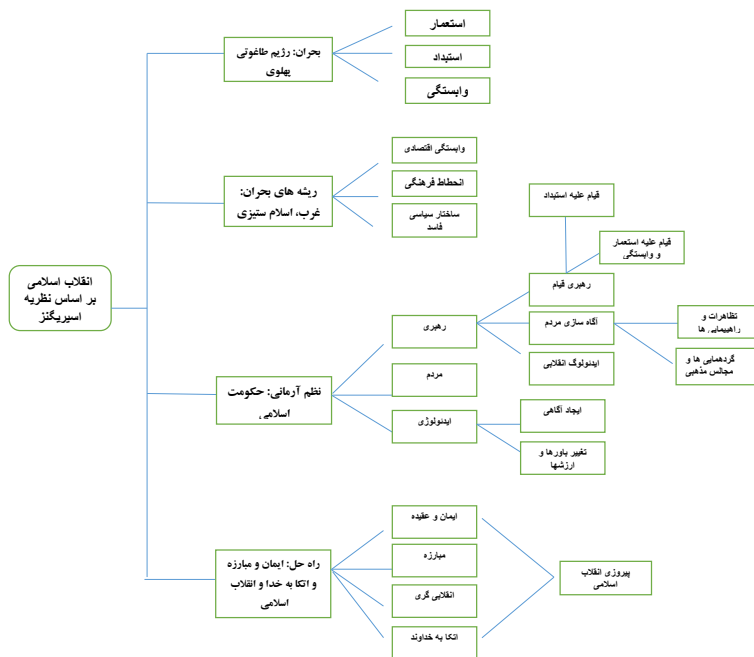 انقلاب اسلامی
بر اساس نظریه
اسپریگنز
بحران: رژیم طاغوتی
پهلوی
استعمار
استبداد
وابستگی
ریشه های بحران:
غرب، اسلام ستیزی
وابستگی اقتصادی
انحطاط فرهنگی
ساختار سیاسی
فاسد
نظم آرمانی: حکومت
اسلامی
رهبری
مردم
ایدئولوژی
رهبری قیام
آگاه سازی مردم
ایدئولوگ انقلابی
قیام علیه استبداد
قیام علیه استعمار
و وابستگی
تظاهرات و
راهپیمایی ها
گردهمایی ها و
مجالس مذهبی
ایجاد آگاهی
تغییر باورها و
ارزشها
راه حل: ایمان و مبارزه
و اتکا به خدا و انقلاب
اسلامی
ایمان و عقیده
مبارزه
انقلابی گری
اتکا به خداوند
پیروزی انقلاب
اسلامی